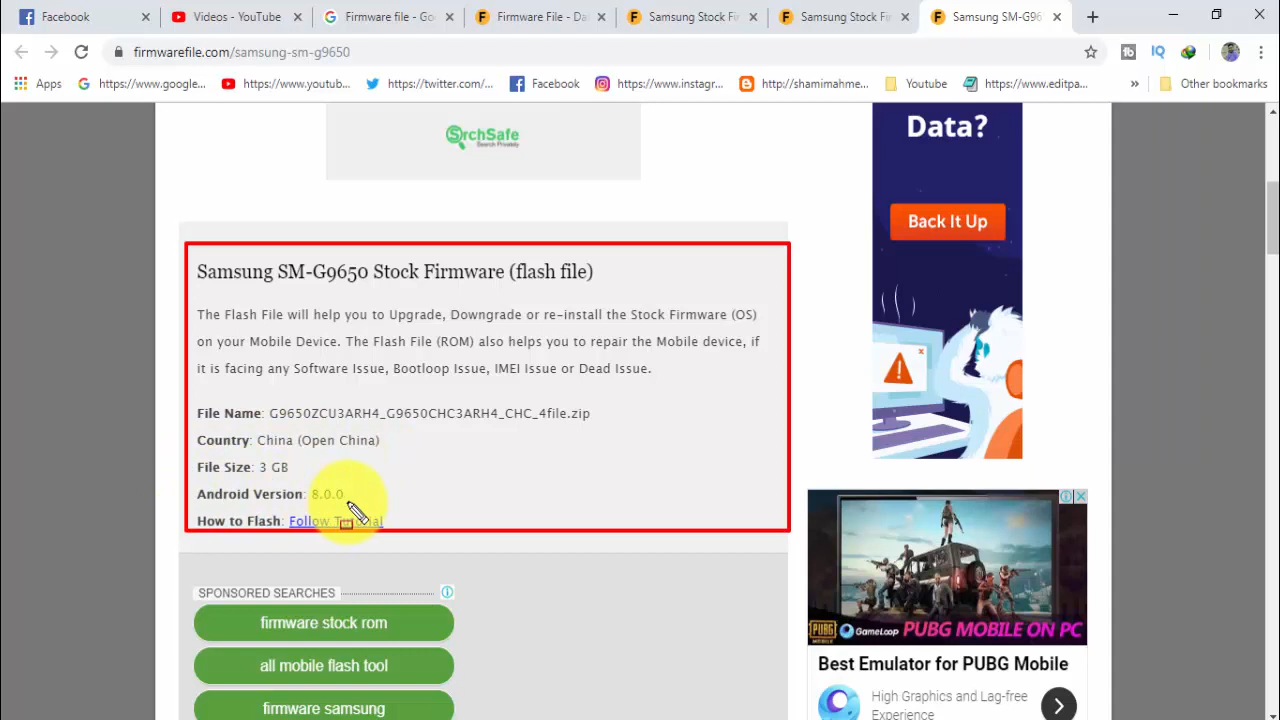 Facebook
Videos - YouTube
Firmware file - Go
Firmware File - Da
Samsung Stock Fi
Samsung Stock Fi
Samsung SM-G96
firmwarefile.com/samsung-sm-g9650
Apps
https://www.google...
https://www.youtub...
https://twitter.com/...
Facebook
https://www.instagr...
http://shamimahme...
Youtube
https://www.editpa...
Other bookmarks
SrchSafe
Search Privately
Data?
Back It Up
Samsung SM-G9650 Stock Firmware (flash file)
The Flash File will help you to Upgrade, Downgrade or re-install the Stock Firmware (OS)
on your Mobile Device. The Flash File (ROM) also helps you to repair the Mobile device, if
it is facing any Software Issue, Bootloop Issue, IMEI Issue or Dead Issue.
File Name: G9650ZCU3ARH4_G9650CHC3ARH4_CHC_4file.zip
Country: China (Open China)
File Size: 3 GB
Android Version: 8.0.0
How to Flash: Follow Tutorial
SPONSORED SEARCHES
firmware stock rom
all mobile flash tool
firmware samsung
PUBG
MOBILE
GameLoop
PUBG MOBILE ON PC
Best Emulator for PUBG Mobile
High Graphics and Lag-free
Experience